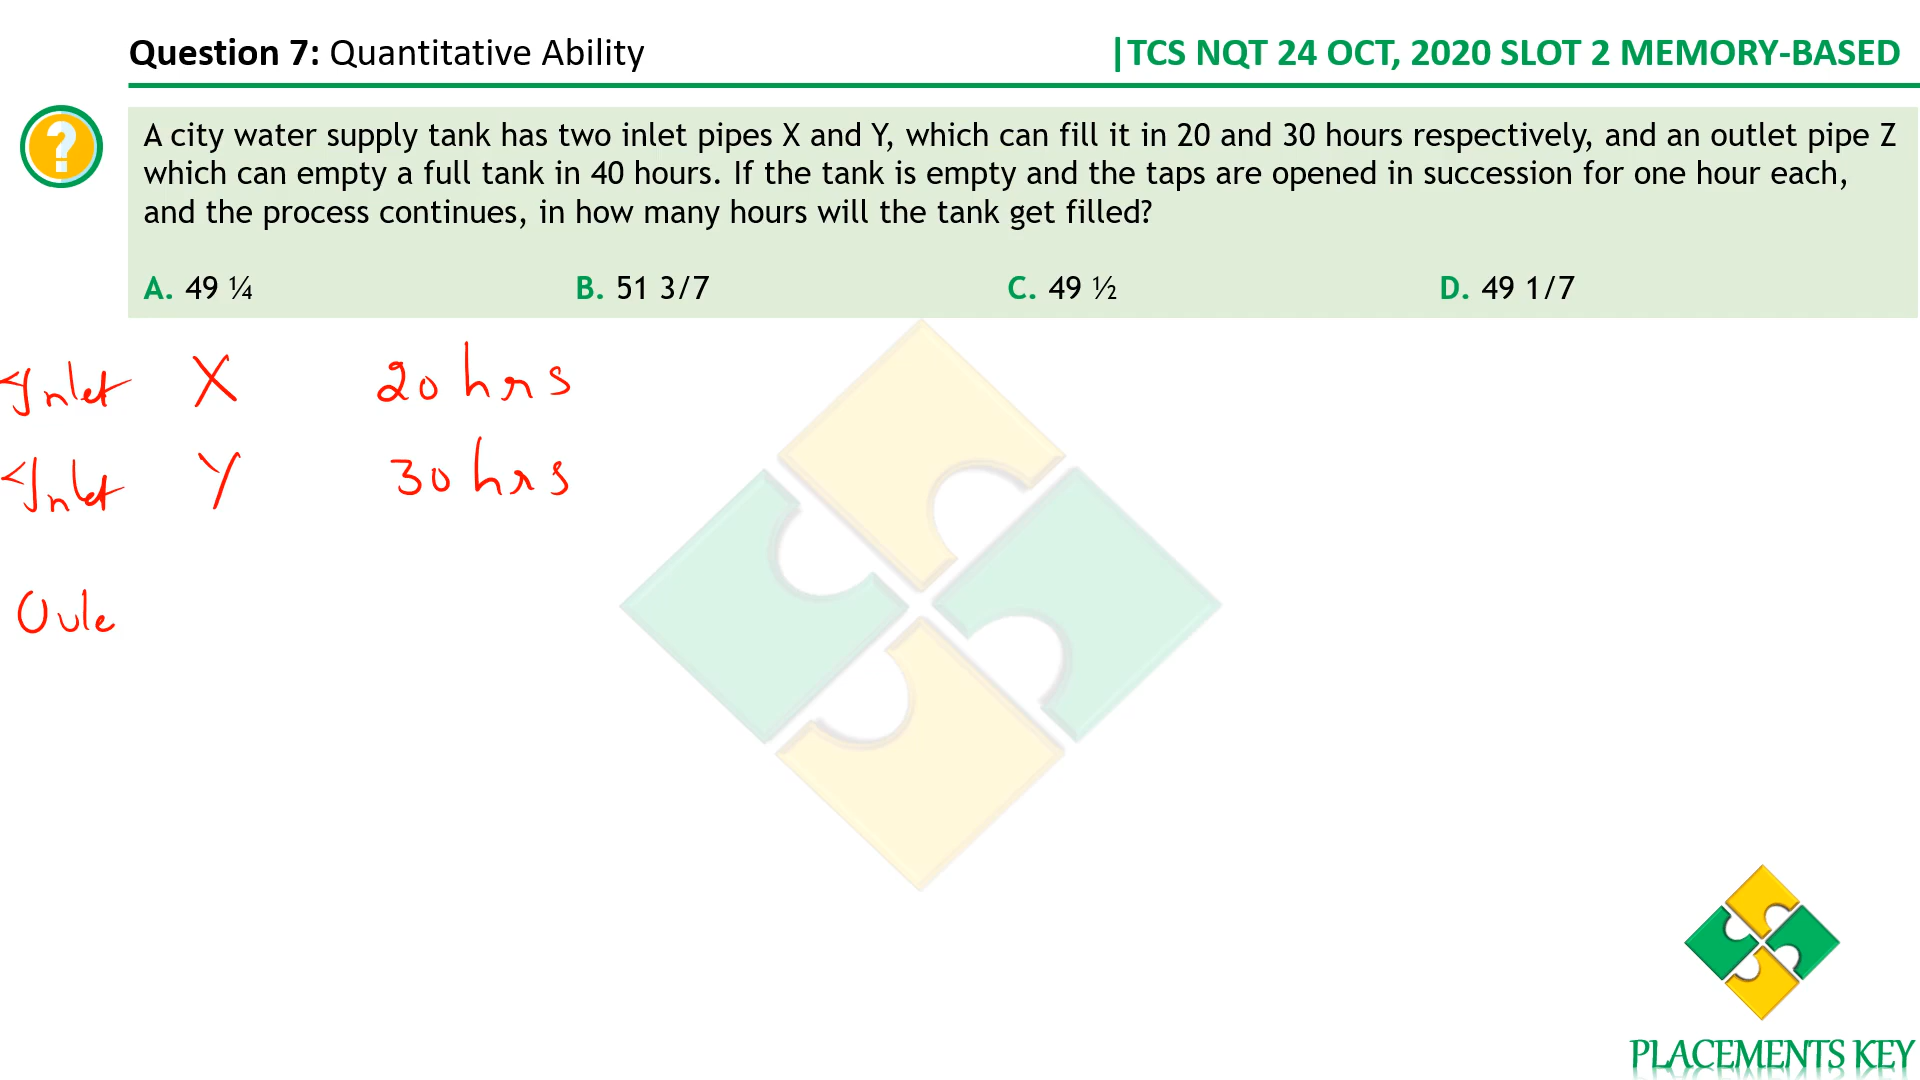 Question 7: Quantitative Ability
|TCS NQT 24 OCT, 2020 SLOT 2 MEMORY-BASED
?
A city water supply tank has two inlet pipes X and Y, which can fill it in 20 and 30 hours respectively, and an outlet pipe Z
which can empty a full tank in 40 hours. If the tank is empty and the taps are opened in succession for one hour each,
and the process continues, in how many hours will the tank get filled?
A. 49 ¼ B. 51 3/7 C. 49 ½ D. 49 1/7
Inlet X 20 hrs
Inlet Y 30 hrs
Oule
PLACEMENTS KEY